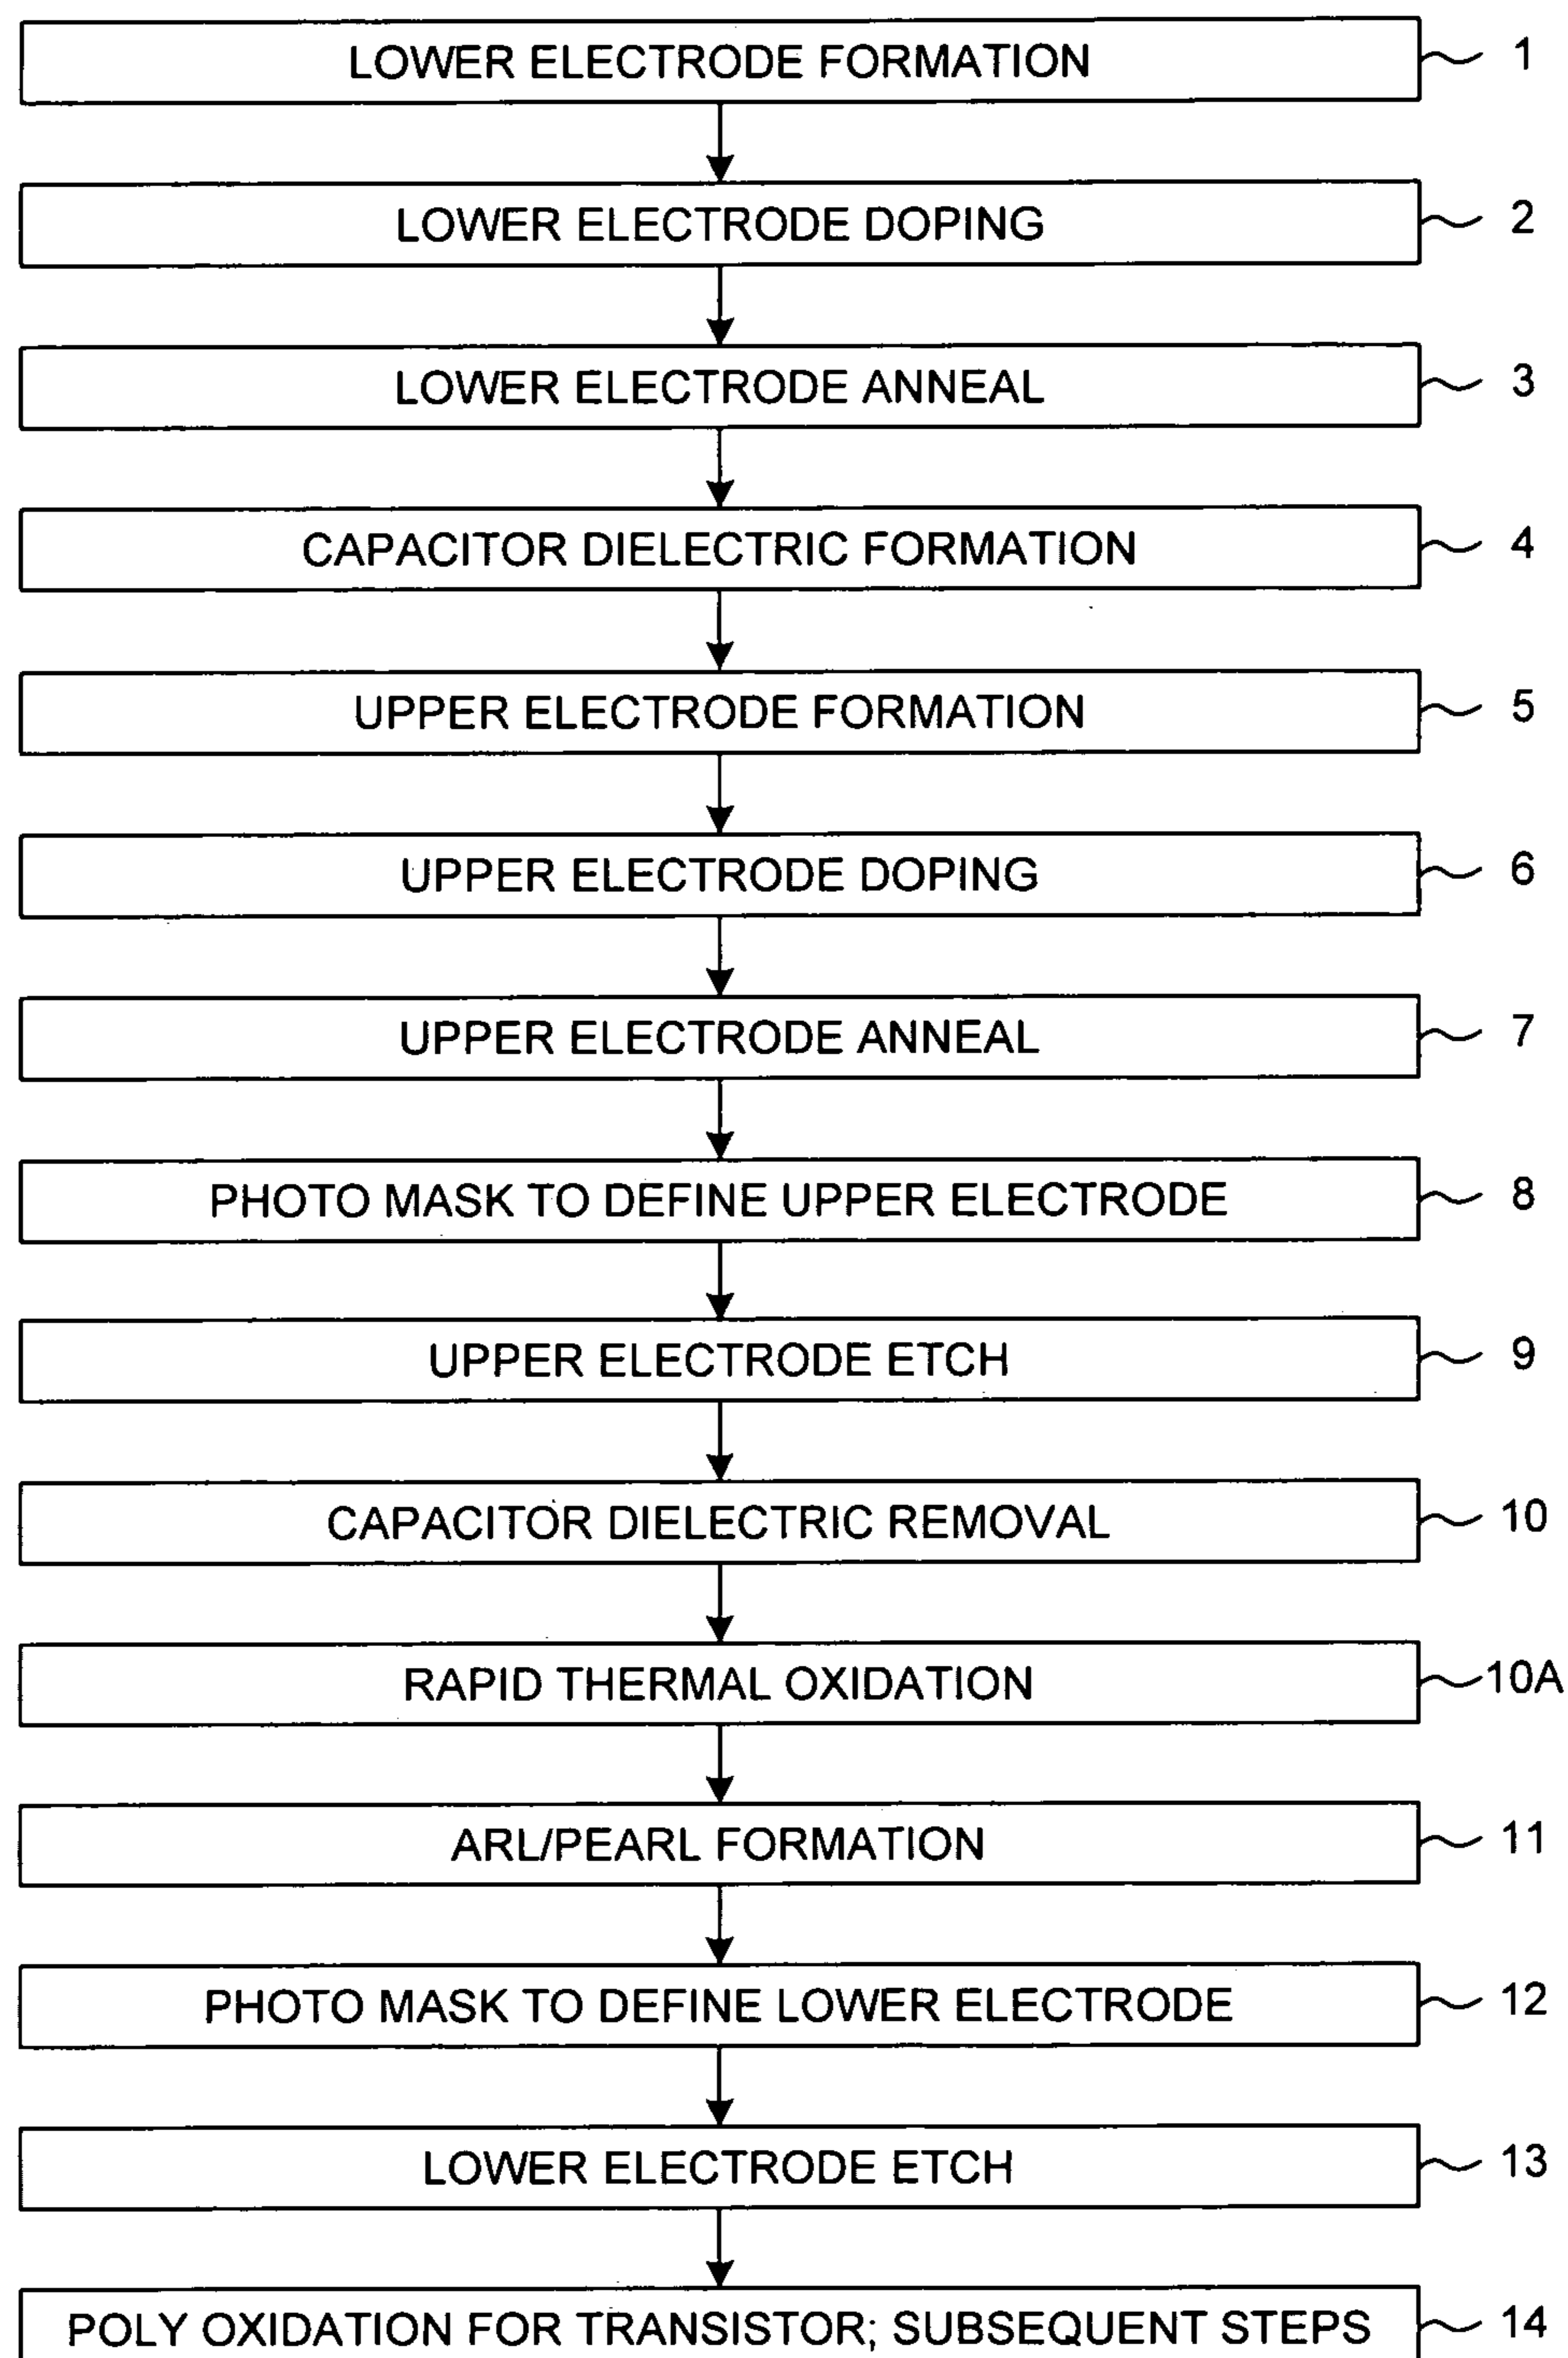 LOWER ELECTRODE FORMATION 1
LOWER ELECTRODE DOPING 2
LOWER ELECTRODE ANNEAL 3
CAPACITOR DIELECTRIC FORMATION 4
UPPER ELECTRODE FORMATION 5
UPPER ELECTRODE DOPING 6
UPPER ELECTRODE ANNEAL 7
PHOTO MASK TO DEFINE UPPER ELECTRODE 8
UPPER ELECTRODE ETCH 9
CAPACITOR DIELECTRIC REMOVAL 10
RAPID THERMAL OXIDATION 10A
ARL/PEARL FORMATION 11
PHOTO MASK TO DEFINE LOWER ELECTRODE 12
LOWER ELECTRODE ETCH 13
POLY OXIDATION FOR TRANSISTOR; SUBSEQUENT STEPS 14